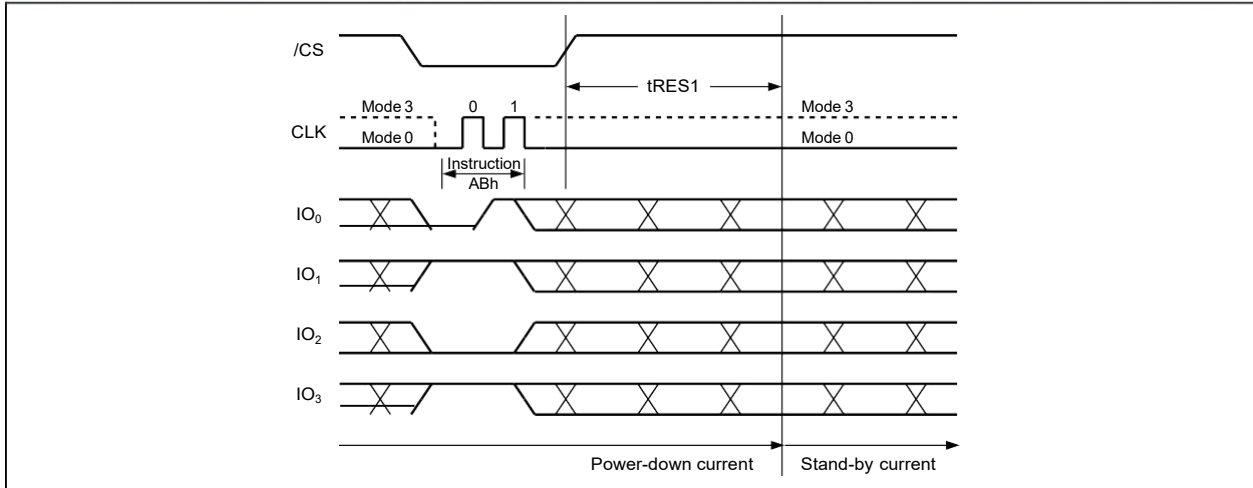 /CS
tRES1
Mode 3 0 1 Mode 3
CLK
Mode 0 Mode 0
Instruction
ABh
IO₀
IO₁
IO₂
IO₃
Power-down current Stand-by current